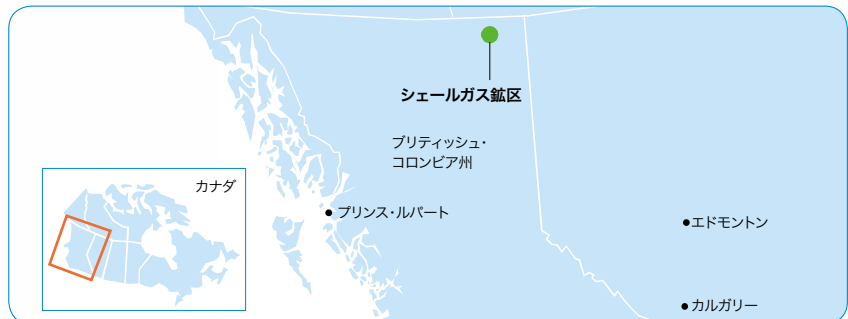 シェールガス鉱区
ブリティッシュ・
コロンビア州
カナダ
プリンス・ルパート
エドモントン
カルガリー